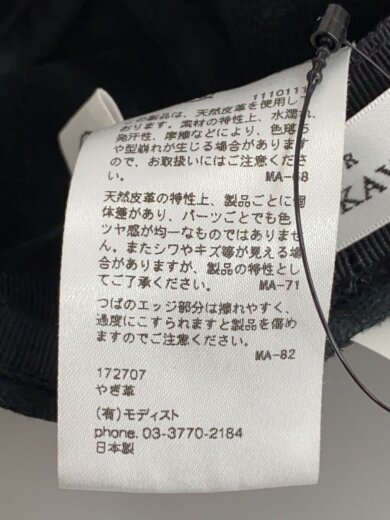 1110111
この製品は、天然皮革を使用して
おります。素材の特性上、水濡れ、
発汗性、摩擦などにより、色落ち
や型崩れが生じる場合があります
ので、お取扱いにはご注意くださ
い。 MA-68
天然皮革の特性上、製品ごとに個
体差があり、パーツごとでも色
ツヤ感が均一なものではありませ
ん。またシワやキズ等が見える場
合がありますが、製品の特性とし
てご了承ください。 MA-71
つばのエッジ部分は擦れやすく、
過度にこすられますと製品を傷め
ますのでご注意ください。
MA-82
172707
やぎ革
(有)モディスト
phone. 03-3770-2184
日本製
R
KAV